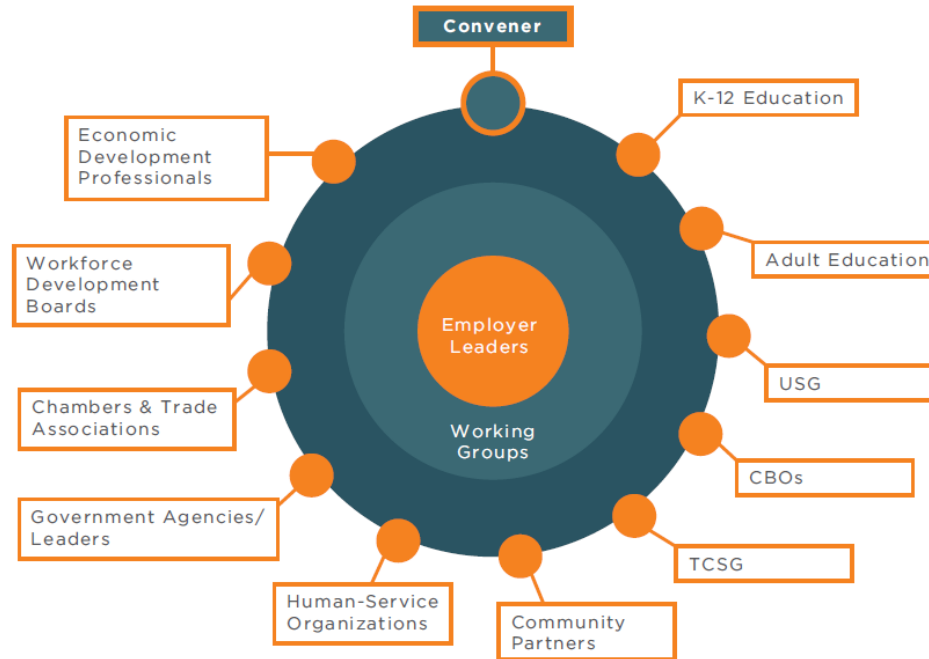 Convener
K-12 Education
Economic
Development
Professionals
Adult Education
Workforce
Development
Boards
Employer
Leaders
USG
Chambers & Trade
Associations
Working
Groups
CBOs
Government Agencies/
Leaders
TCSG
Human-Service
Organizations
Community
Partners